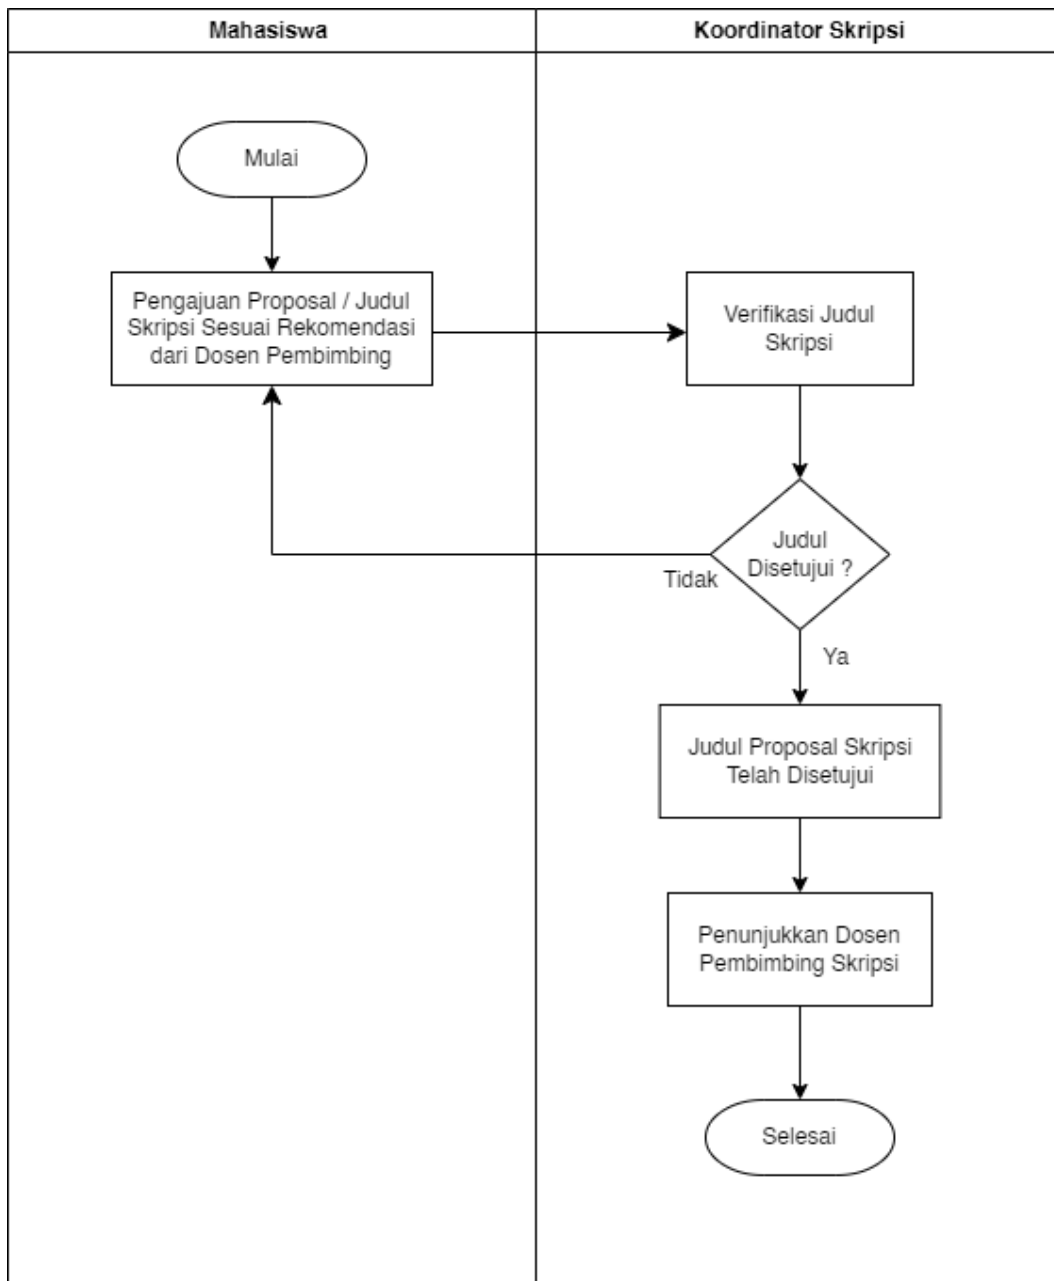 Mahasiswa
Koordinator Skripsi
Mulai
Pengajuan Proposal / Judul
Skripsi Sesuai Rekomendasi
dari Dosen Pembimbing
Verifikasi Judul
Skripsi
Judul
Disetujui ?
Tidak
Ya
Judul Proposal Skripsi
Telah Disetujui
Penunjukkan Dosen
Pembimbing Skripsi
Selesai